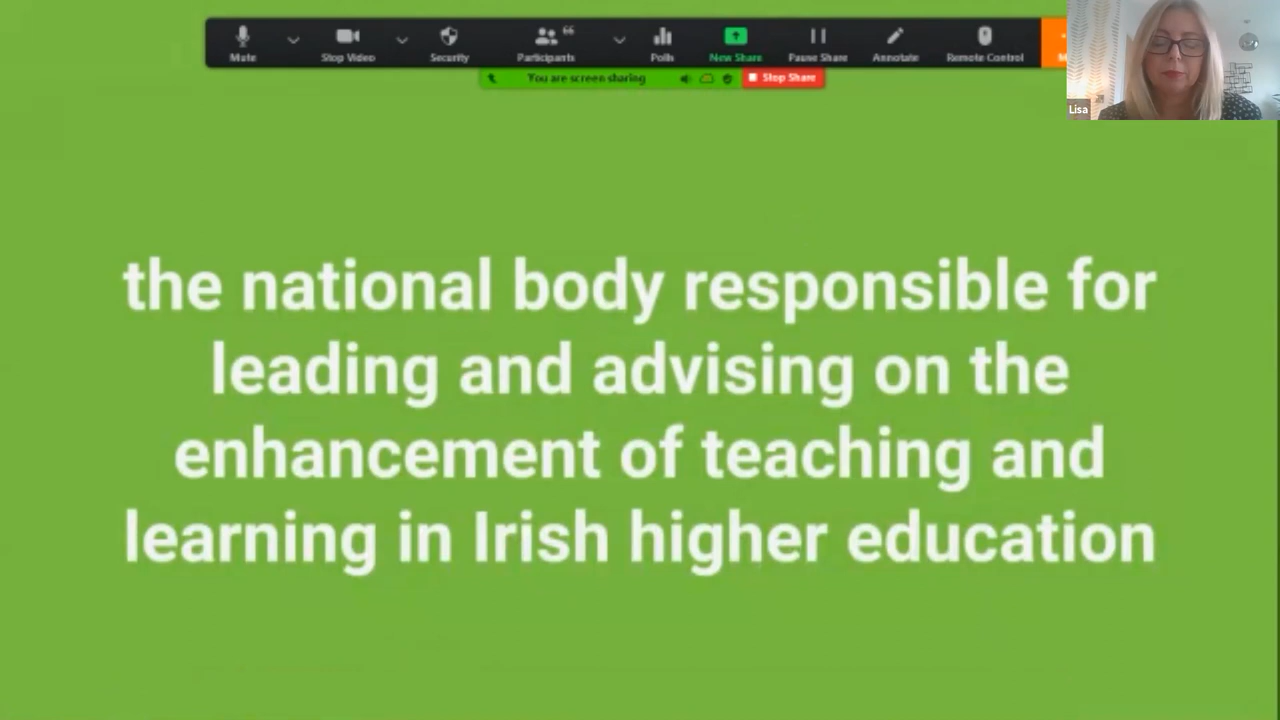 Mute Stop Video Security Participants 66 Polls New Share Pause Share Annotate Remote Control
You are screen sharing Stop Share
Lisa
the national body responsible for
leading and advising on the
enhancement of teaching and
learning in Irish higher education